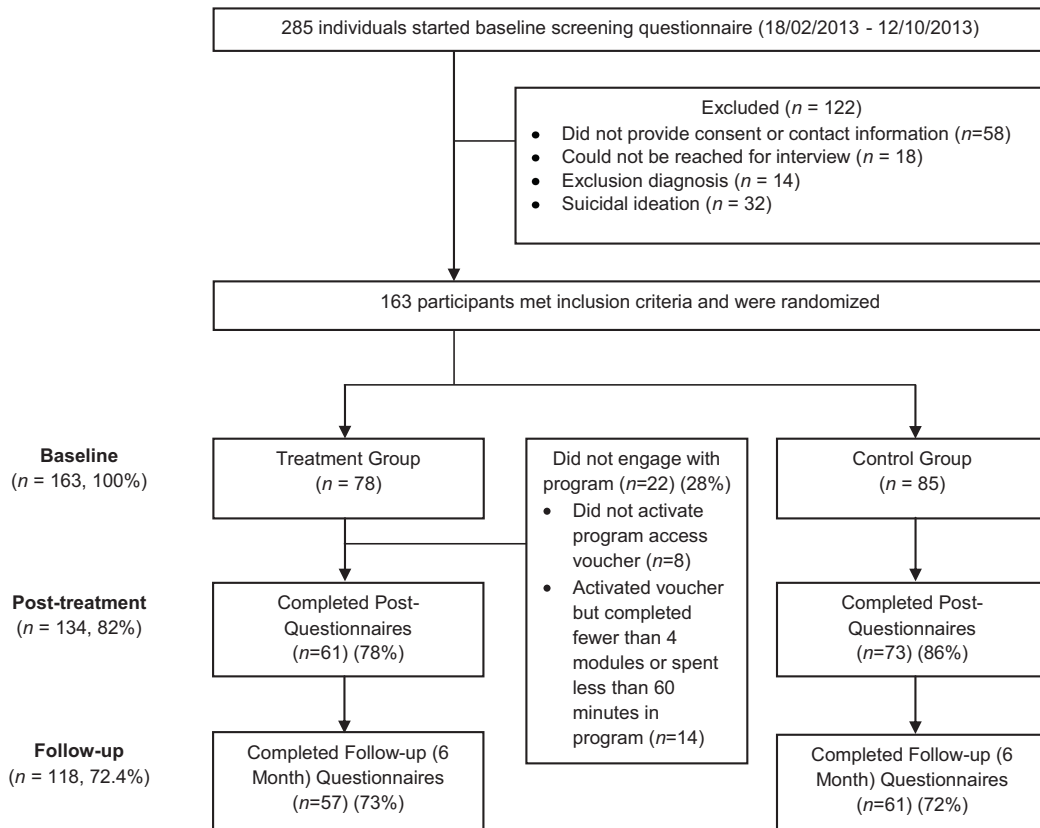 285 individuals started baseline screening questionnaire (18/02/2013 - 12/10/2013)
Excluded (n = 122)
• Did not provide consent or contact information (n=58)
• Could not be reached for interview (n = 18)
• Exclusion diagnosis (n = 14)
• Suicidal ideation (n = 32)
163 participants met inclusion criteria and were randomized
Baseline
(n = 163, 100%)
Treatment Group
(n = 78)
Did not engage with
program (n=22) (28%)
• Did not activate
program access
voucher (n=8)
• Activated voucher
but completed
fewer than 4
modules or spent
less than 60
minutes in
program (n=14)
Control Group
(n = 85)
Post-treatment
(n = 134, 82%)
Completed Post-
Questionnaires
(n=61) (78%)
Completed Post-
Questionnaires
(n=73) (86%)
Follow-up
(n = 118, 72.4%)
Completed Follow-up (6
Month) Questionnaires
(n=57) (73%)
Completed Follow-up (6
Month) Questionnaires
(n=61) (72%)